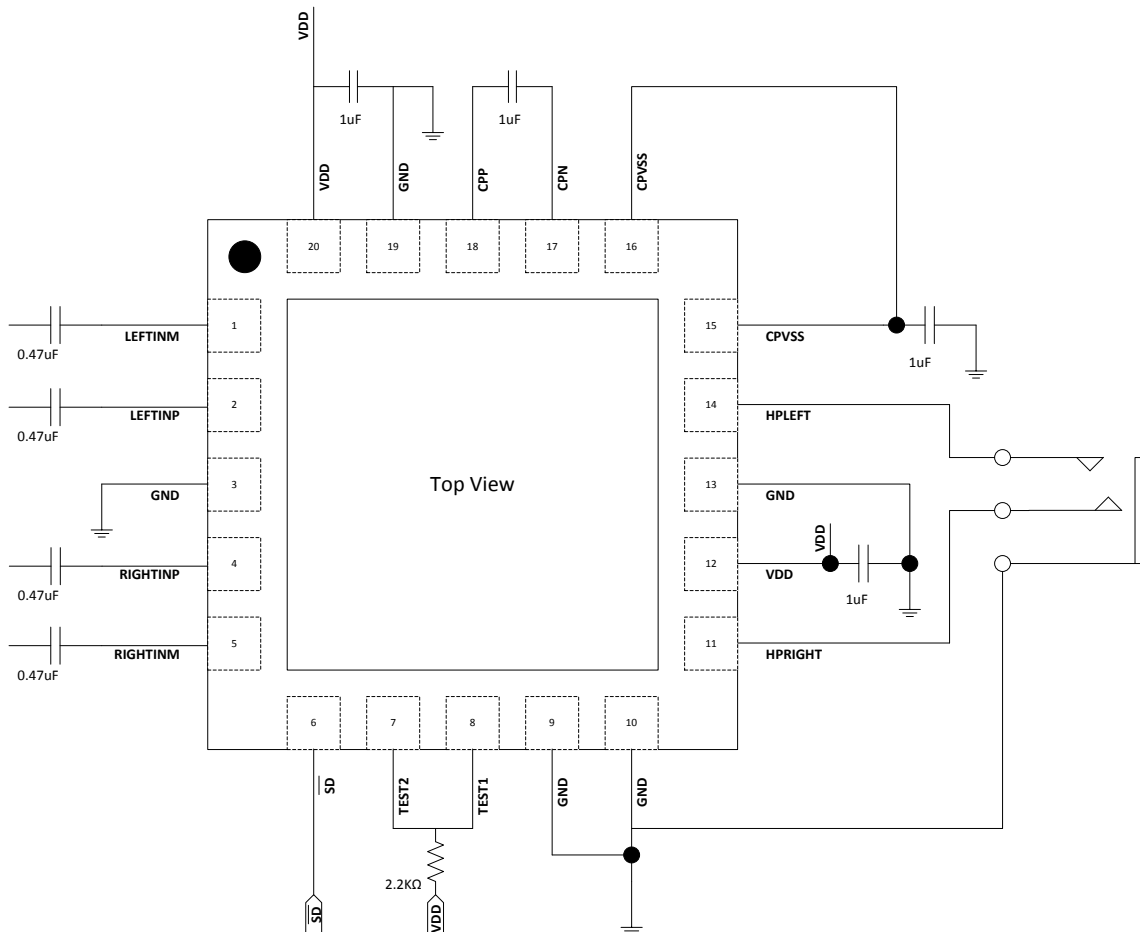 VDD
1uF
1uF
VDD
GND
CPP
CPN
CPVSS
20
19
18
17
16
1
LEFTINM
0.47uF
15
CPVSS
1uF
2
LEFTINP
0.47uF
14
HPLEFT
3
GND
Top View
13
GND
4
RIGHTINP
0.47uF
12
VDD
VDD
1uF
5
RIGHTINM
0.47uF
11
HPRIGHT
6
7
8
9
10
SD
TEST2
TEST1
GND
GND
2.2KΩ
SD
VDD